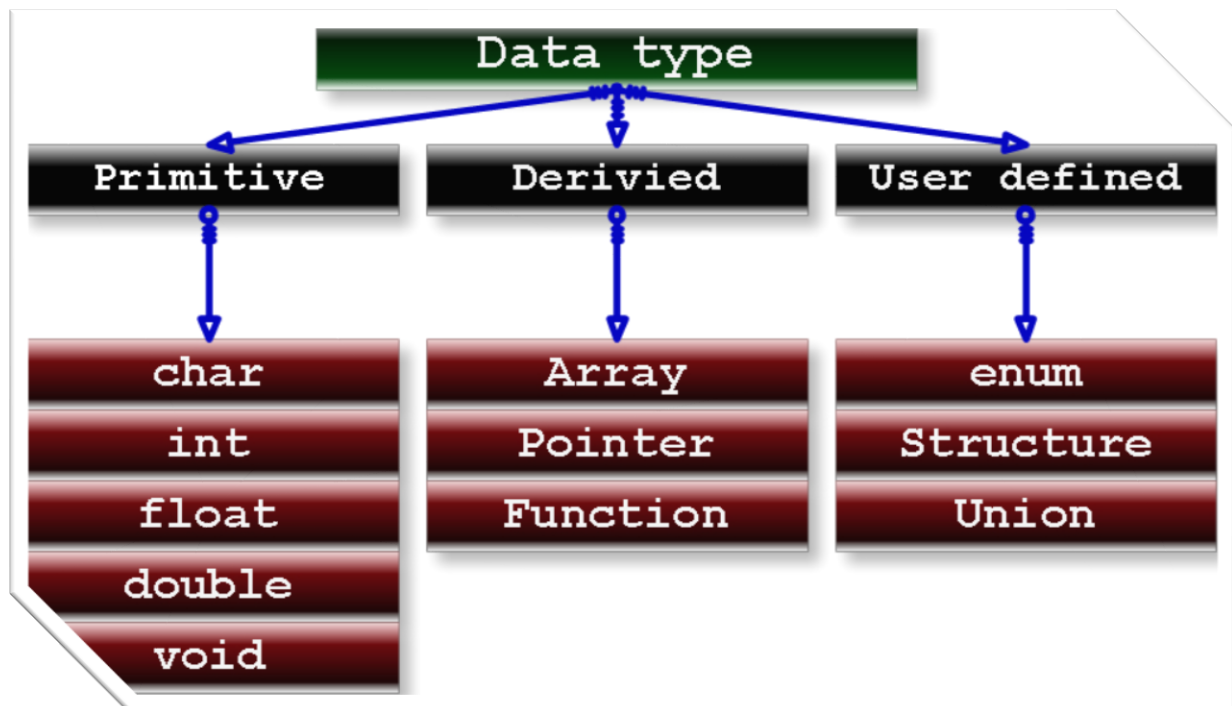 Data type
Primitive
Derivied
User defined
char
int
float
double
void
Array
Pointer
Function
enum
Structure
Union